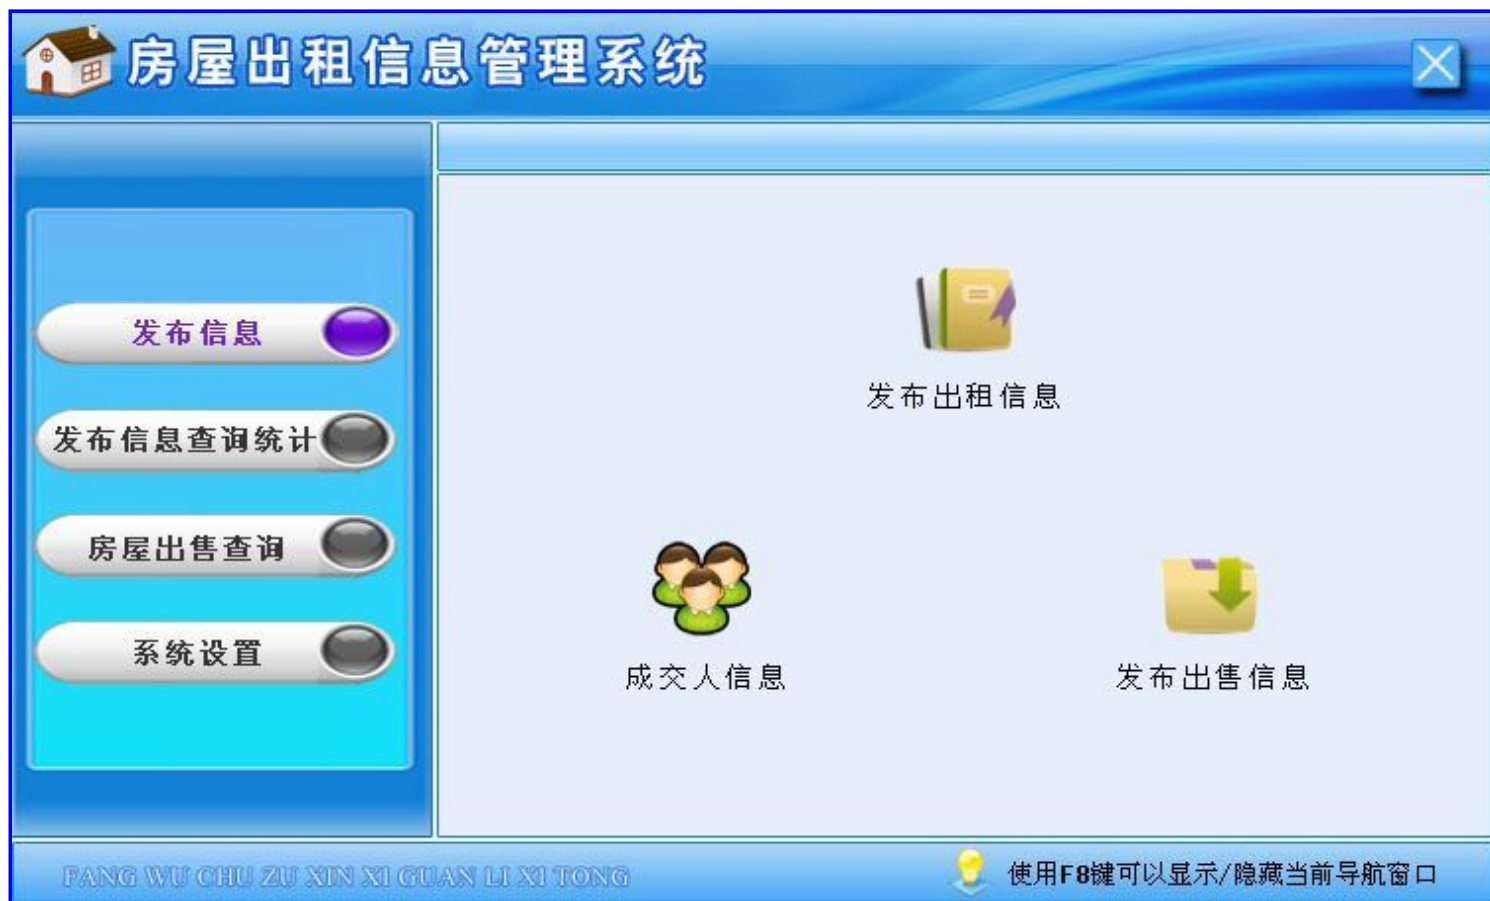 房屋出租信息管理系统
发布信息
发布信息查询统计
房屋出售查询
系统设置
发布出租信息
成交人信息
发布出售信息
FANG WU CHU ZU XIN XI GUAN LI XI TONG
使用F8键可以显示/隐藏当前导航窗口